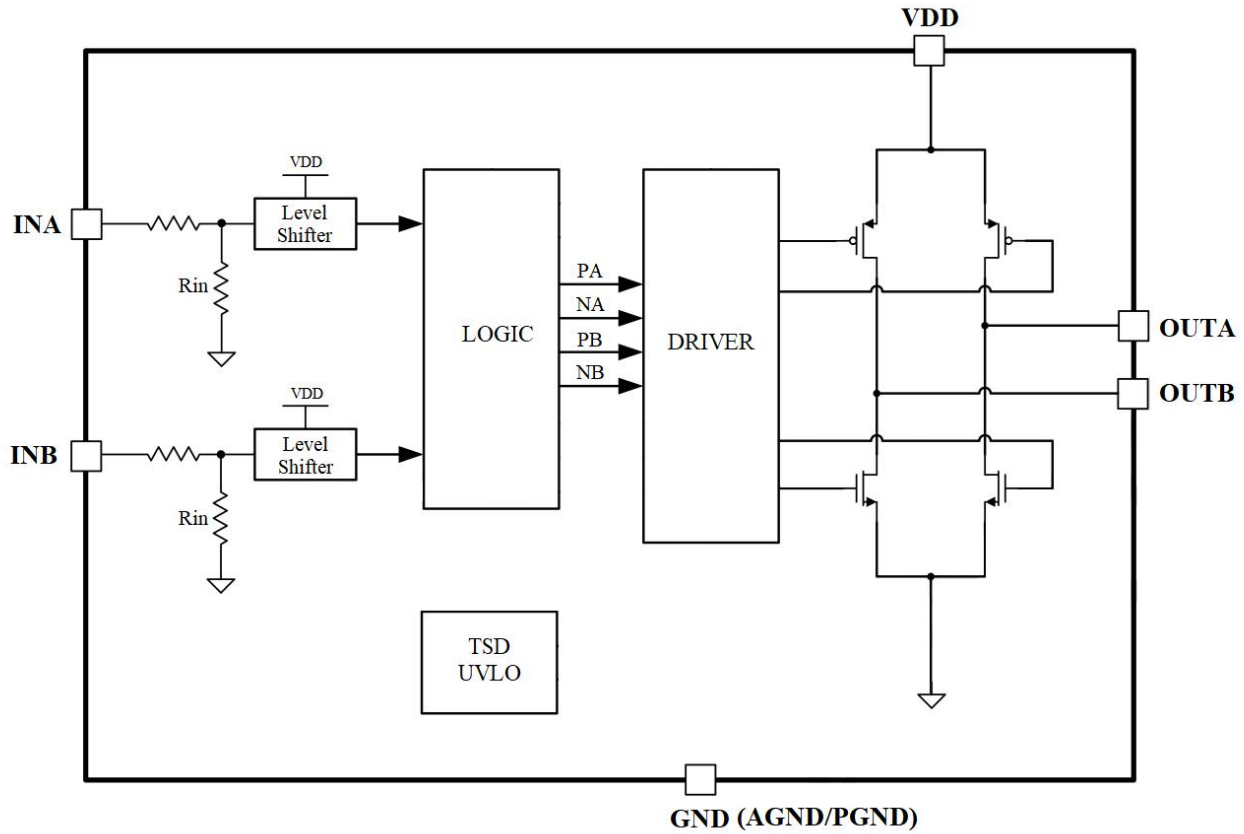 VDD
INA
VDD
Level
Shifter
Rin
LOGIC
PA
NA
PB
NB
DRIVER
OUTA
OUTB
INB
VDD
Level
Shifter
Rin
TSD
UVLO
GND (AGND/PGND)